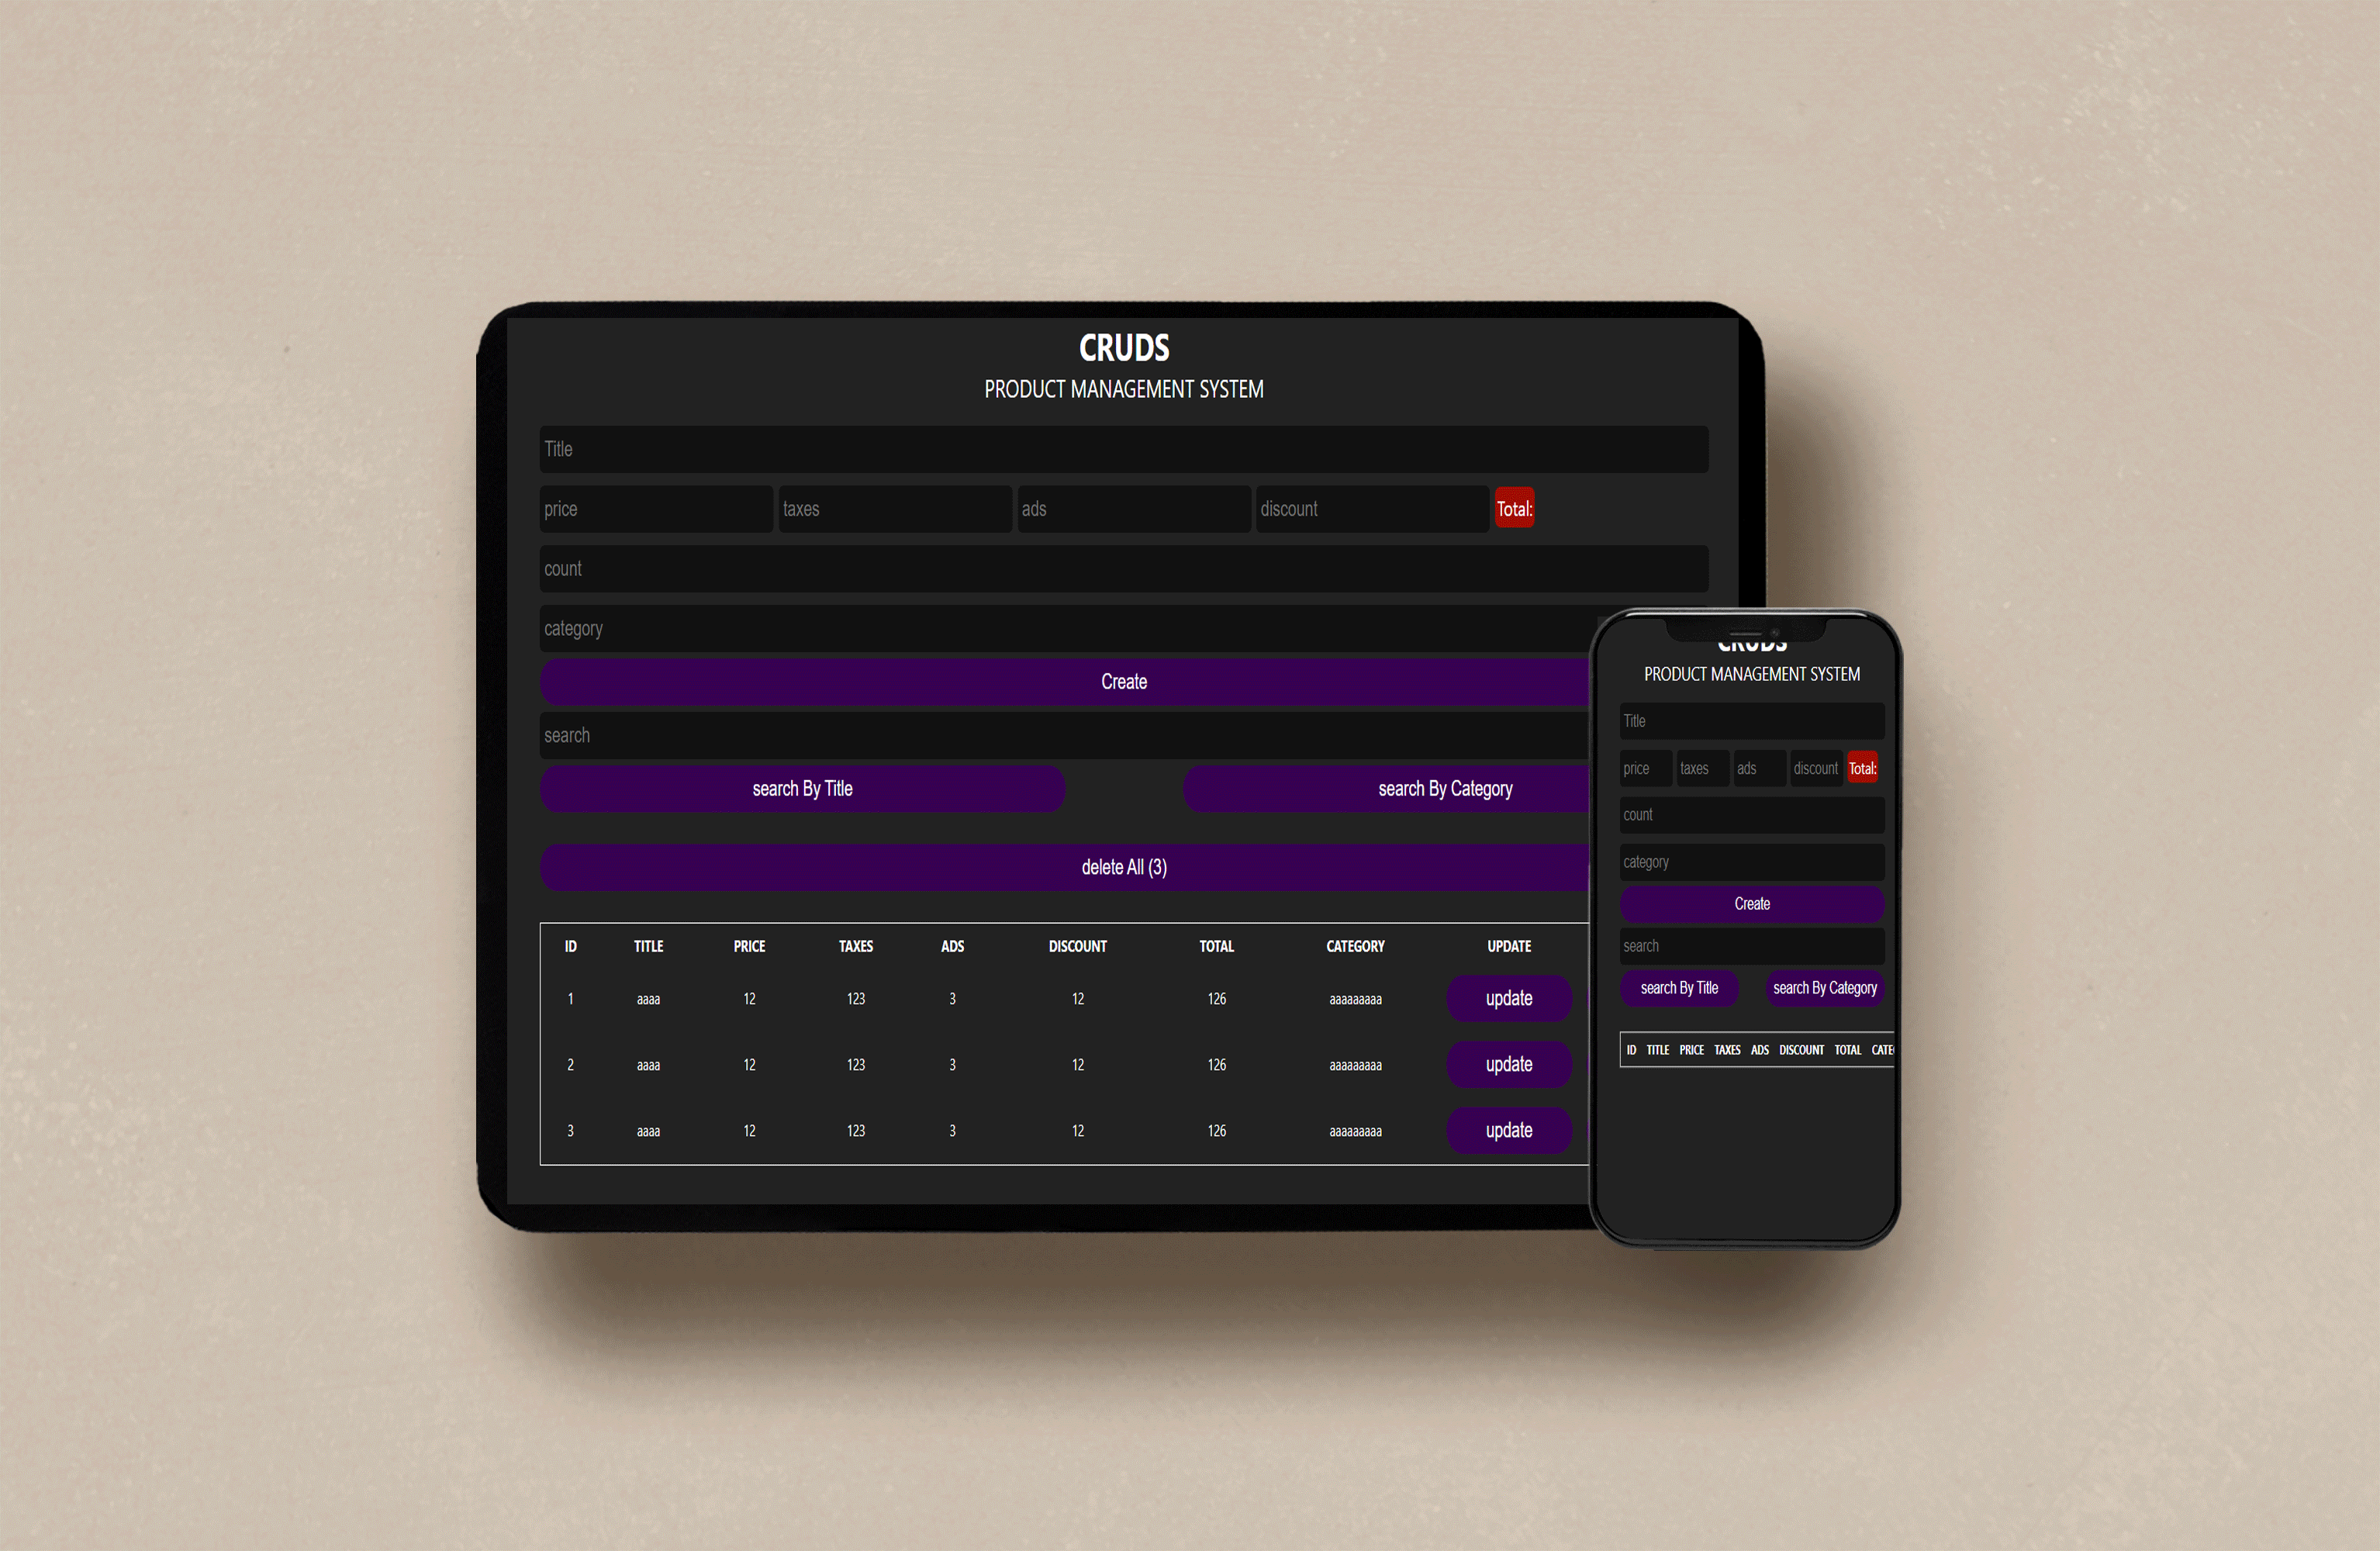 CRUDS
PRODUCT MANAGEMENT SYSTEM
Title
price taxes ads discount Total:
count
category
Create
search
search By Title search By Category
delete All (3)
ID TITLE PRICE TAXES ADS DISCOUNT TOTAL CATEGORY UPDATE
1 aaaa 12 123 3 12 126 aaaaaaaaa update
2 aaaa 12 123 3 12 126 aaaaaaaaa update
3 aaaa 12 123 3 12 126 aaaaaaaaa update
CRUDS
PRODUCT MANAGEMENT SYSTEM
Title
price taxes ads discount Total:
count
category
Create
search
search By Title search By Category
ID TITLE PRICE TAXES ADS DISCOUNT TOTAL CATE